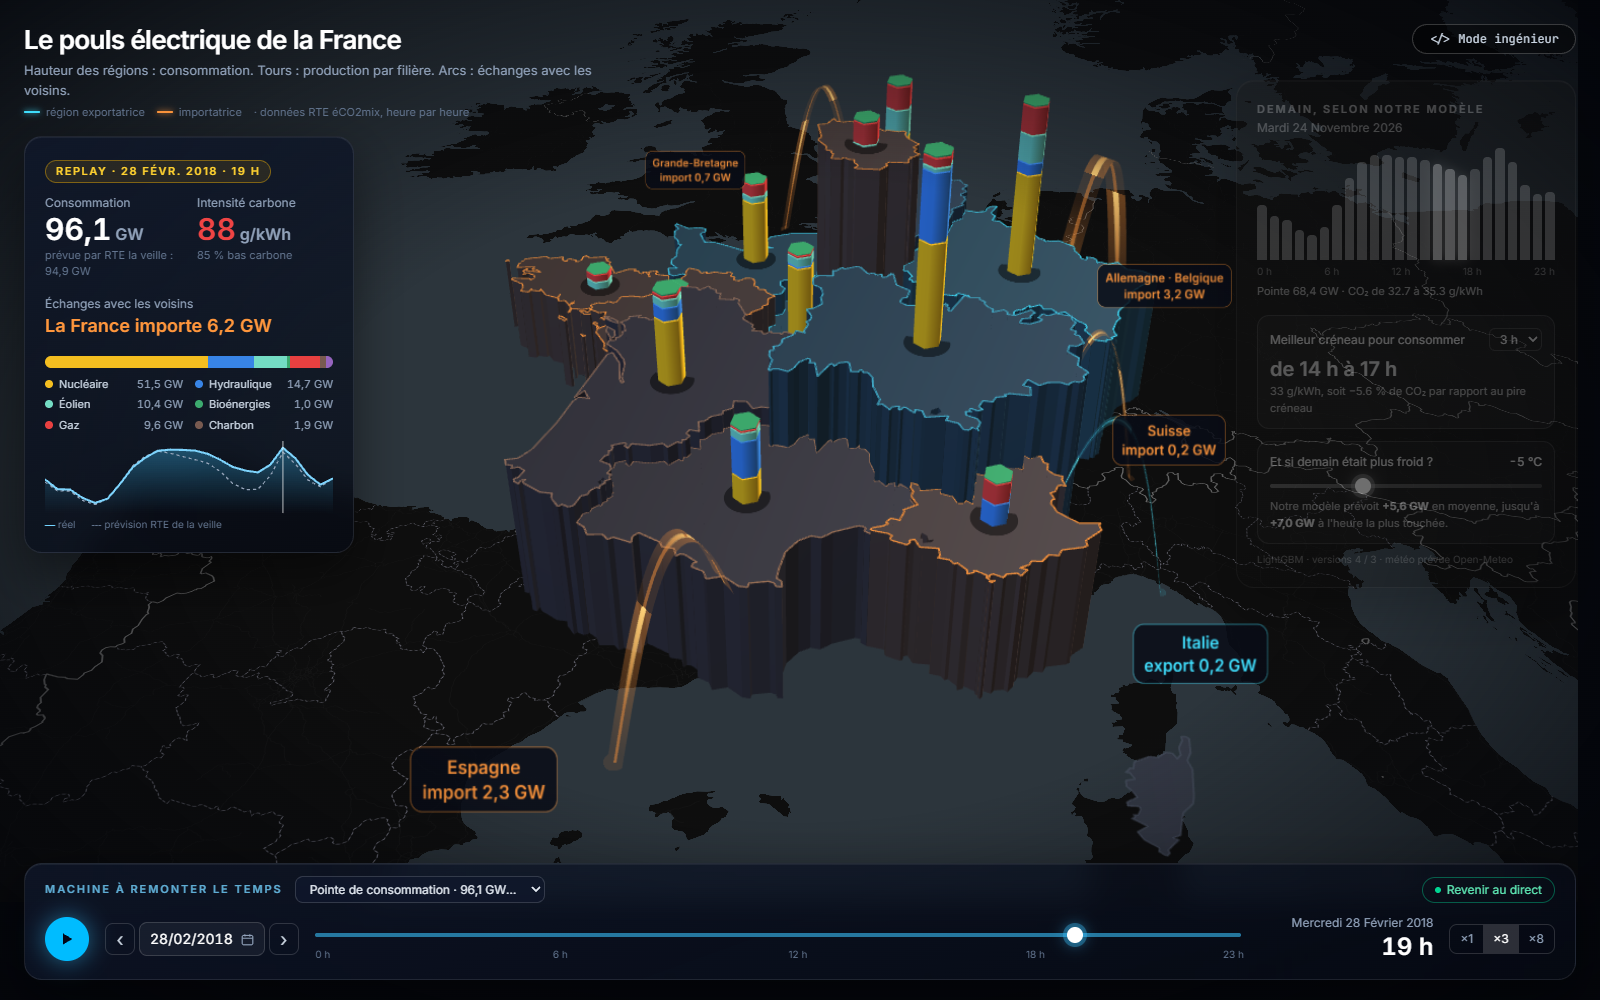 Le pouls électrique de la France
Hauteur des régions : consommation. Tours : production par filière. Arcs : échanges avec les
voisins.
région exportatrice importatrice · données RTE éCO2mix, heure par heure
</> Mode ingénieur
REPLAY · 28 FÉVR. 2018 · 19 H
Consommation Intensité carbone
96,1 GW 88 g/kWh
prévue par RTE la veille : 85 % bas carbone
94,9 GW
Échanges avec les voisins
La France importe 6,2 GW
Nucléaire 51,5 GW Hydraulique 14,7 GW
Éolien 10,4 GW Bioénergies 1,0 GW
Gaz 9,6 GW Charbon 1,9 GW
— réel --- prévision RTE de la veille
Grande-Bretagne
import 0,7 GW
Allemagne · Belgique
import 3,2 GW
Suisse
import 0,2 GW
Italie
export 0,2 GW
Espagne
import 2,3 GW
DEMAIN, SELON NOTRE MODÈLE
Mardi 24 Novembre 2026
0 h 6 h 12 h 18 h 23 h
Pointe 68,4 GW · CO₂ de 32.7 à 35.3 g/kWh
Meilleur créneau pour consommer 3 h
de 14 h à 17 h
33 g/kWh, soit −5.6 % de CO₂ par rapport au pire
créneau
Et si demain était plus froid ? -5 °C
Notre modèle prévoit +5,6 GW en moyenne, jusqu'à
+7,0 GW à l'heure la plus touchée.
LightGBM · versions 4 / 3 · météo prévue Open-Meteo
MACHINE À REMONTER LE TEMPS Pointe de consommation · 96,1 GW... Revenir au direct
‹ 28/02/2018 ›
0 h 6 h 12 h 18 h 23 h
Mercredi 28 Février 2018
19 h
×1 ×3 ×8